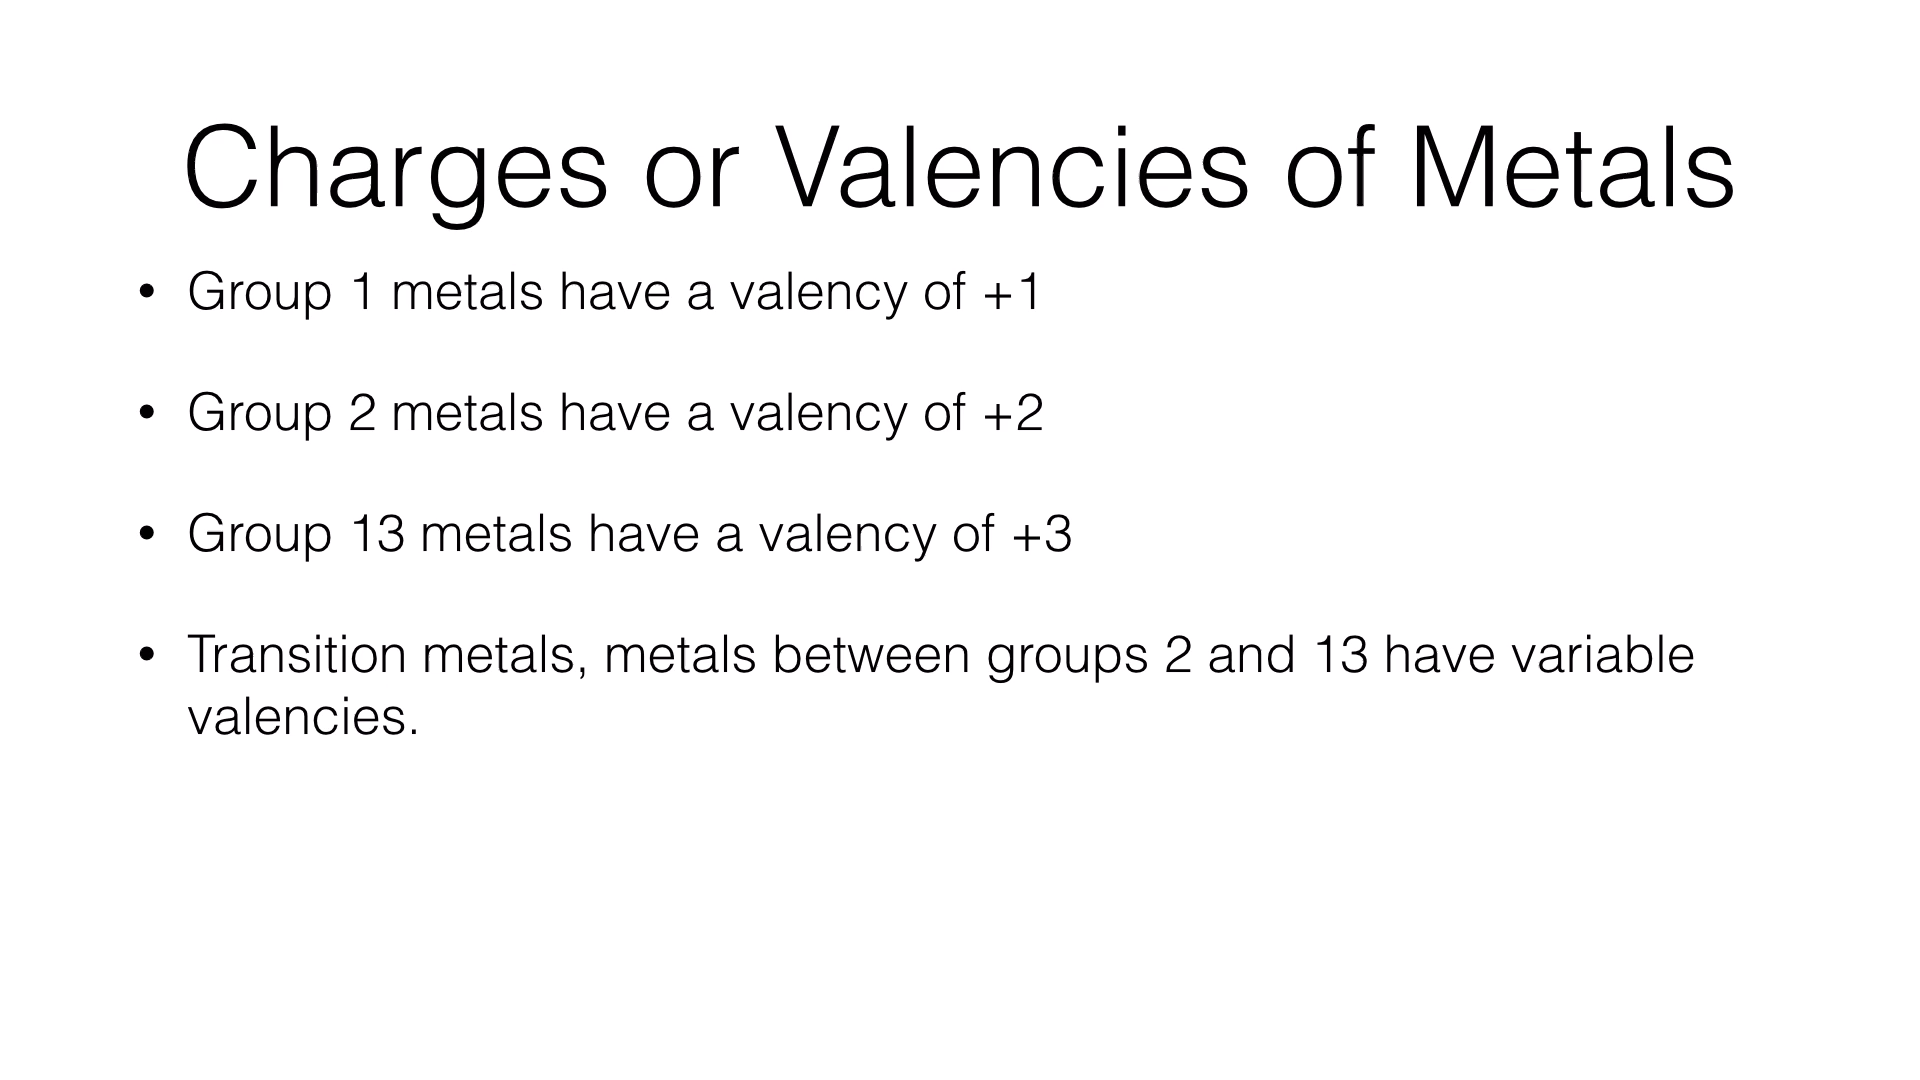 Charges or Valencies of Metals
• Group 1 metals have a valency of +1
• Group 2 metals have a valency of +2
• Group 13 metals have a valency of +3
• Transition metals, metals between groups 2 and 13 have variable
valencies.